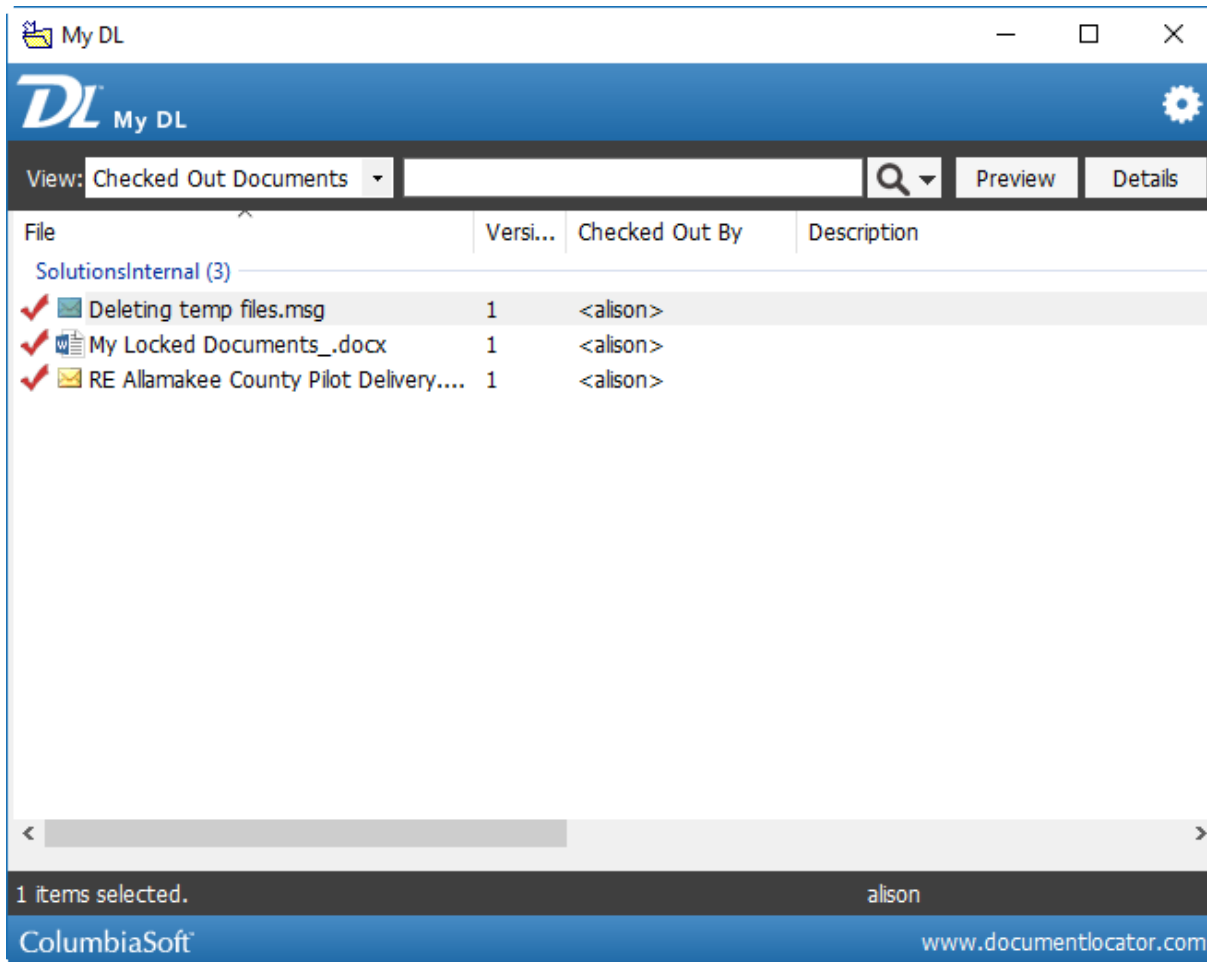 My DL
DL My DL
View: Checked Out Documents Preview Details
File Versi... Checked Out By Description
SolutionsInternal (3)
Deleting temp files.msg 1 <alison>
My Locked Documents_.docx 1 <alison>
RE Allamakee County Pilot Delivery.... 1 <alison>
1 items selected. alison
ColumbiaSoft www.documentlocator.com